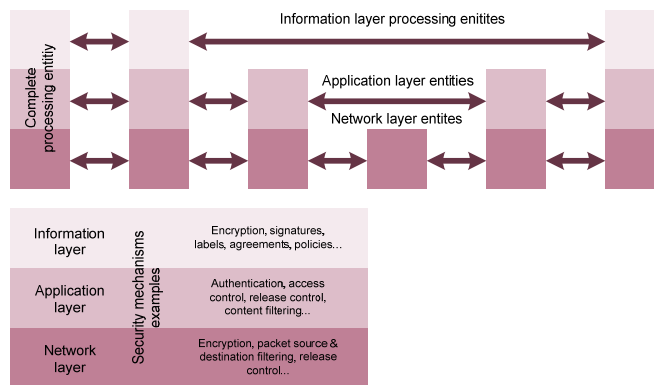 Information layer processing entitites
Complete
processing entitiy
Application layer entities
Network layer entites
Information
layer
Security mechanisms
examples
Encryption, signatures,
labels, agreements, policies...
Application
layer
Authentication, access
control, release control,
content filtering...
Network
layer
Encryption, packet source &
destination filtering, release
control...